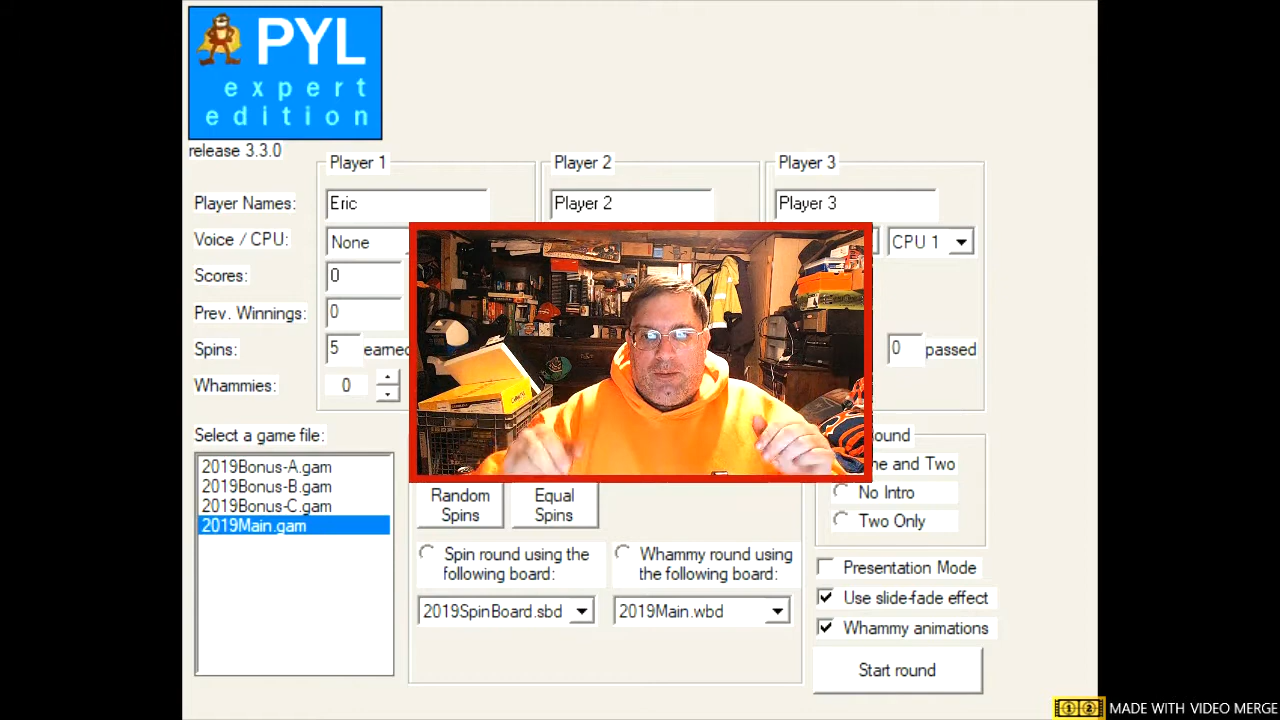 PYL
expert
edition
release 3.3.0
Player 1
Player 2
Player 3
Player Names:
Eric
Player 2
Player 3
Voice / CPU:
None
CPU 1
Scores:
0
Prev. Winnings:
0
Spins:
5 earned
0 passed
Whammies:
0
Select a game file:
2019Bonus-A.gam
2019Bonus-B.gam
2019Bonus-C.gam
2019Main.gam
Random
Spins
Equal
Spins
and Two
No Intro
Two Only
Spin round using the
following board:
Whammy round using
the following board:
2019SpinBoard.sbd
2019Main.wbd
Presentation Mode
Use slide-fade effect
Whammy animations
Start round
MADE WITH VIDEO MERGE